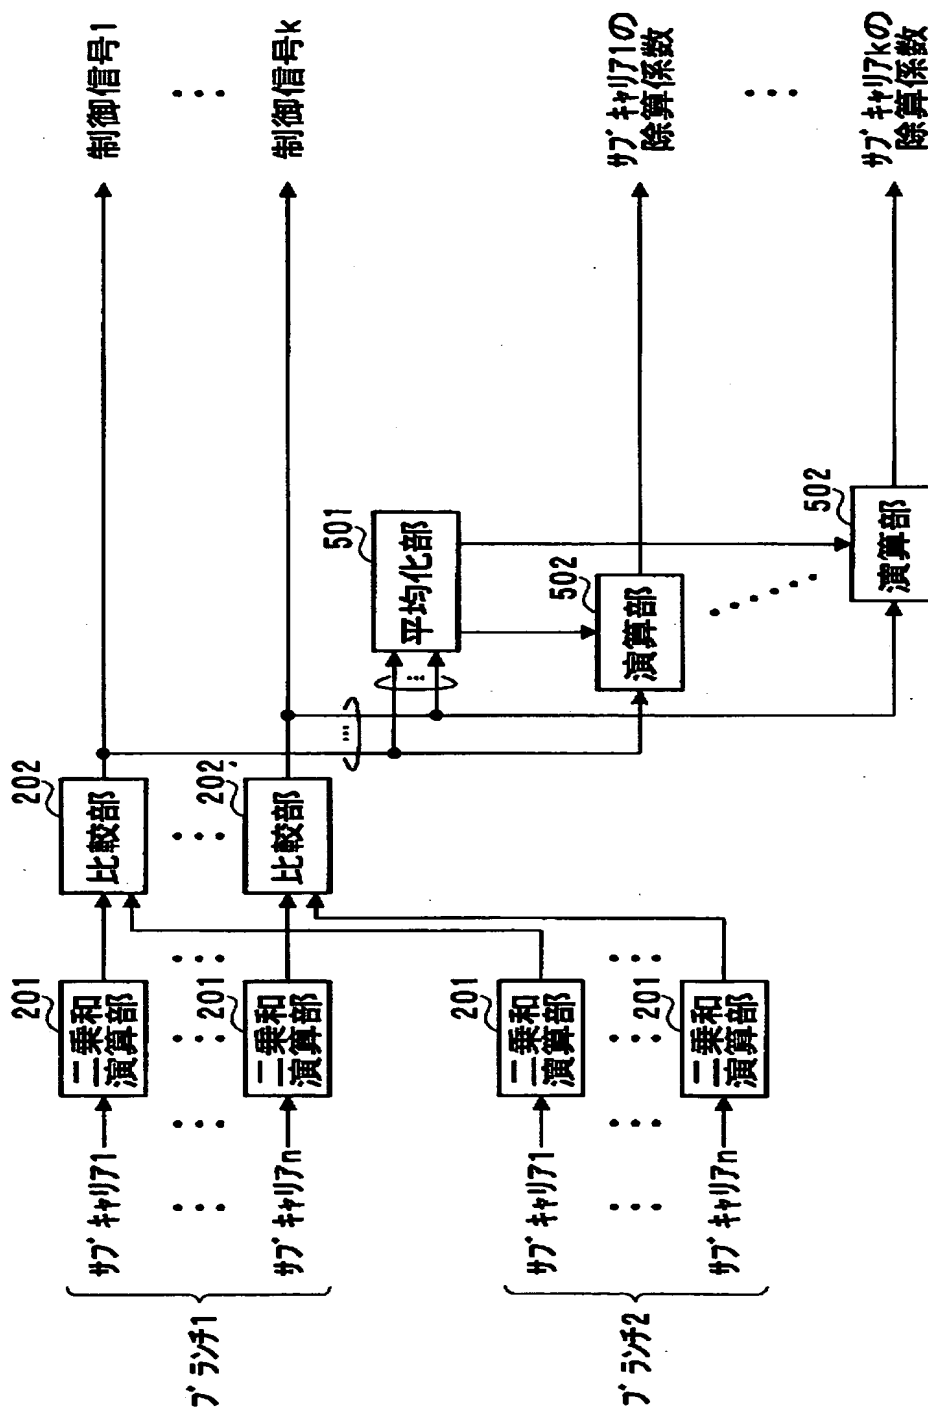 ブランチ1
サブキャリア1
サブキャリアn
201
二乗和
演算部
201
二乗和
演算部
202
比較部
202
比較部
制御信号1
制御信号k
ブランチ2
サブキャリア1
サブキャリアn
201
二乗和
演算部
201
二乗和
演算部
501
平均化部
502
演算部
502
演算部
サブキャリア1の
除算係数
サブキャリアkの
除算係数